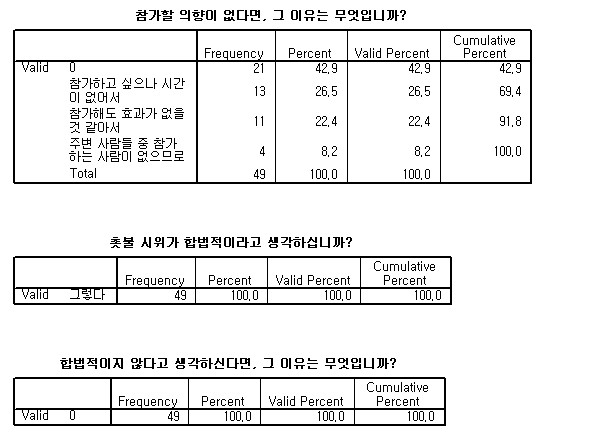 참가할 의향이 없다면, 그 이유는 무엇입니까?
Frequency Percent Valid Percent Cumulative Percent
Valid 0 21 42,9 42,9 42,9
참가하고 싶으나 시간이 없어서 13 26,5 26,5 69,4
참가해도 효과가 없을 것 같아서 11 22,4 22,4 91,8
주변 사람들 중 참가하는 사람이 없으므로 4 8,2 8,2 100,0
Total 49 100,0 100,0
촛불 시위가 합법적이라고 생각하십니까?
Frequency Percent Valid Percent Cumulative Percent
Valid 그렇다 49 100,0 100,0 100,0
합법적이지 않다고 생각하신다면, 그 이유는 무엇입니까?
Frequency Percent Valid Percent Cumulative Percent
Valid 0 49 100,0 100,0 100,0